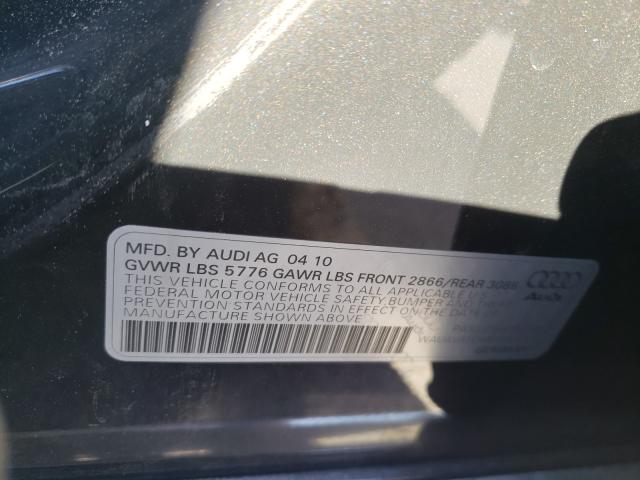 MFD. BY AUDI AG 04 10
GVWR LBS 5776 GAWR LBS FRONT 2866/REAR 3086
THIS VEHICLE CONFORMS TO ALL APPLICABLE U.S.
FEDERAL MOTOR VEHICLE SAFETY, BUMPER AND THEFT
PREVENTION STANDARDS IN EFFECT ON THE DATE OF
MANUFACTURE SHOWN ABOVE
Audi